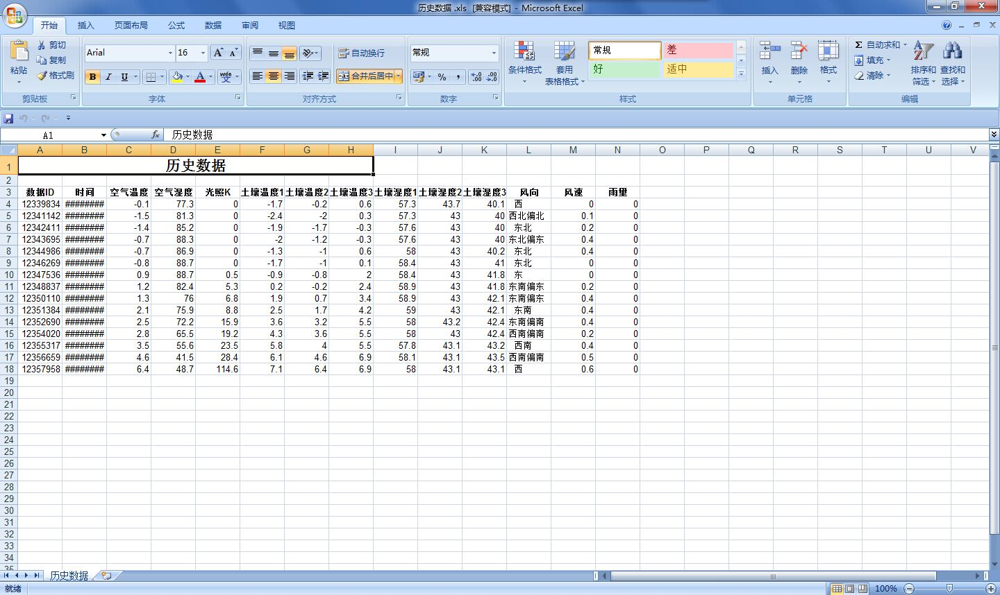 历史数据 .xls [兼容模式] - Microsoft Excel
开始 插入 页面布局 公式 数据 审阅 视图
粘贴 剪切 复制 格式刷 剪贴板
Arial 16 B I U wén 变 字体
自动换行 合并后居中 对齐方式
常规 % , .00 数字
条件格式 套用表格格式 常规 差 好 适中 样式
插入 删除 格式 单元格
Σ 自动求和 填充 清除 排序和筛选 查找和选择 编辑
A1 fx 历史数据
A B C D E F G H I J K L M N O P Q R S T U V
1 历史数据
2
3 数据ID 时间 空气温度 空气湿度 光照K 土壤温度1 土壤温度2 土壤温度3 土壤湿度1 土壤湿度2 土壤湿度3 风向 风速 雨量
4 12339834 ######## -0.1 77.3 0 -1.7 -0.2 0.6 57.3 43.7 40.1 西 0 0
5 12341142 ######## -1.5 81.3 0 -2.4 -2 0.3 57.3 43 40 西北偏北 0.1 0
6 12342411 ######## -1.4 85.2 0 -1.9 -1.7 -0.3 57.6 43 40 东北 0.2 0
7 12343695 ######## -0.7 88.3 0 -2 -1.2 -0.3 57.6 43 40 东北偏东 0.4 0
8 12344986 ######## -0.7 86.9 0 -1.3 -1 0.6 58 43 40.2 东北 0.4 0
9 12346269 ######## -0.8 88.7 0 -1.7 -1 0.1 58.4 43 41 东北 0 0
10 12347536 ######## 0.9 88.7 0.5 -0.9 -0.8 2 58.4 43 41.8 东 0 0
11 12348837 ######## 1.2 82.4 5.3 0.2 -0.2 2.4 58.9 43 41.8 东南偏东 0.2 0
12 12350110 ######## 1.3 76 6.8 1.9 0.7 3.4 58.9 43 42.1 东南偏东 0.4 0
13 12351384 ######## 2.1 75.9 8.8 2.5 1.7 4.2 59 43 42.1 东南 0.4 0
14 12352690 ######## 2.5 72.2 15.9 3.6 3.2 5.5 58 43.2 42.4 东南偏南 0.4 0
15 12354020 ######## 2.8 65.5 19.2 4.3 3.6 5.5 58 43 42.4 西南偏南 0.2 0
16 12355317 ######## 3.5 55.6 23.5 5.8 4 5.5 57.8 43.1 43.2 西南 0.4 0
17 12356659 ######## 4.6 41.5 28.4 6.1 4.6 6.9 58.1 43.1 43.5 西南偏南 0.5 0
18 12357958 ######## 6.4 48.7 114.6 7.1 6.4 6.9 58 43.1 43.1 西 0.6 0
19
20
21
22
23
24
25
26
27
28
29
30
31
32
33
34
35
历史数据
就绪 100%